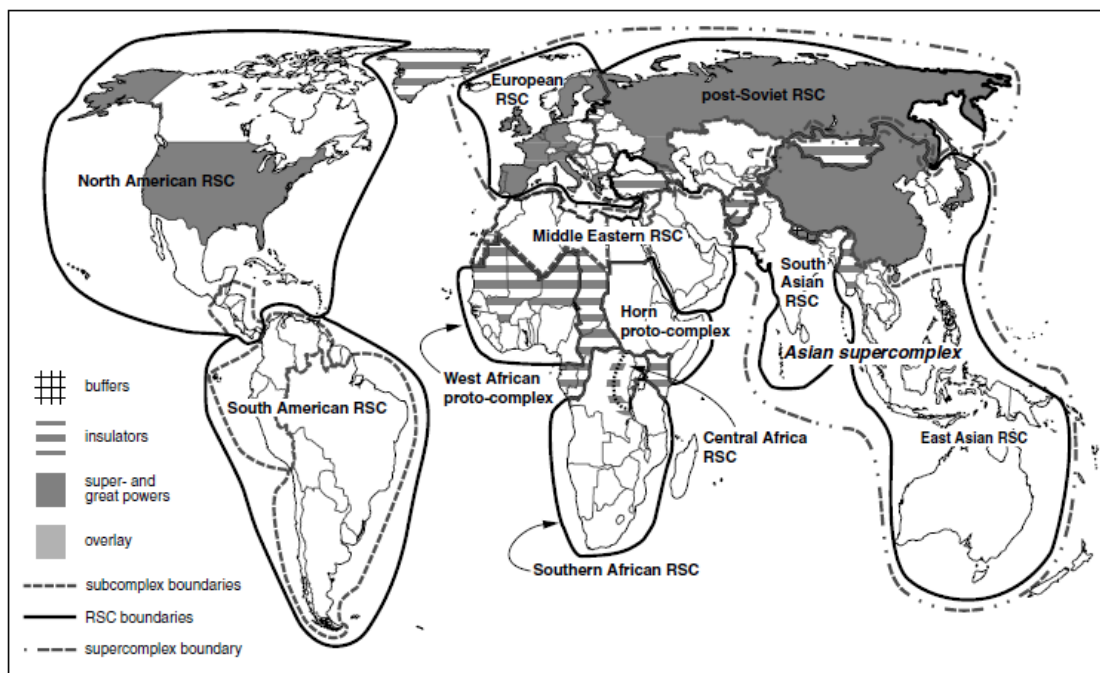 European
RSC
post-Soviet RSC
North American RSC
Middle Eastern RSC
South
Asian
RSC
Horn
proto-complex
Asian supercomplex
West African
proto-complex
South American RSC
Central Africa
RSC
East Asian RSC
Southern African RSC
buffers
insulators
super- and
great powers
overlay
subcomplex boundaries
RSC boundaries
supercomplex boundary